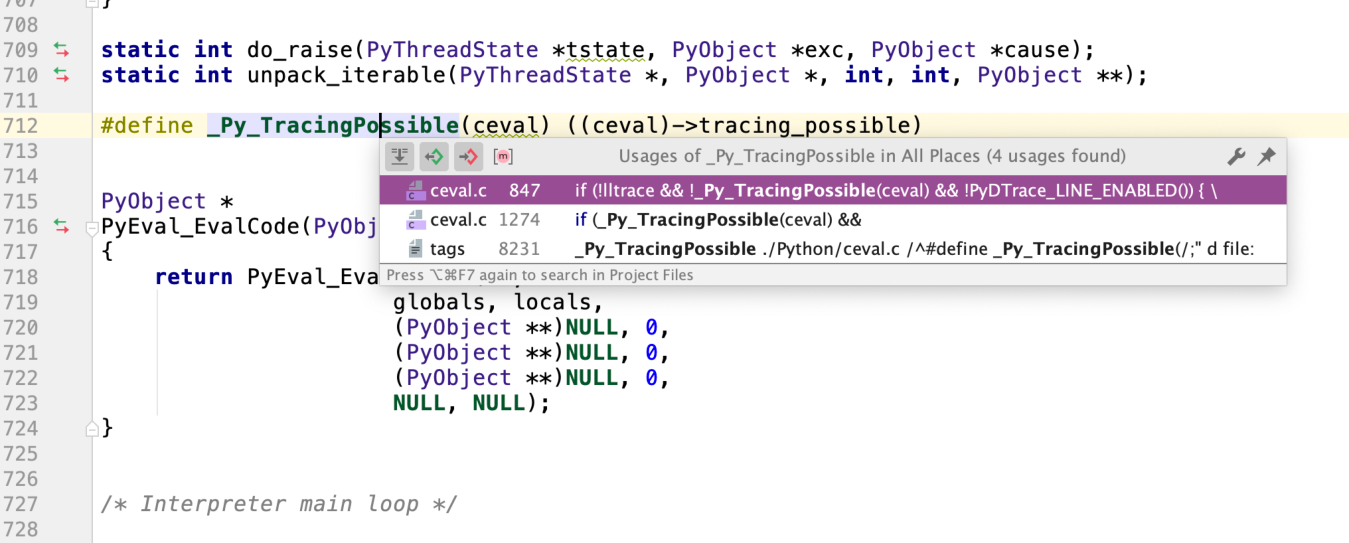 707 }
708
709 static int do_raise(PyThreadState *tstate, PyObject *exc, PyObject *cause);
710 static int unpack_iterable(PyThreadState *, PyObject *, int, int, PyObject **);
711
712 #define _Py_TracingPossible(ceval) ((ceval)->tracing_possible)
713
[m] Usages of _Py_TracingPossible in All Places (4 usages found)
714
C ceval.c 847 if (!lltrace && !_Py_TracingPossible(ceval) && !PyDTrace_LINE_ENABLED()) { \
715 PyObject *
C ceval.c 1274 if (_Py_TracingPossible(ceval) &&
716 PyEval_EvalCode(PyObj
tags 8231 _Py_TracingPossible ./Python/ceval.c /^#define _Py_TracingPossible(/;" d file:
717 {
718 return PyEval_Eva
Press ⌥⌘F7 again to search in Project Files
719 globals, locals,
720 (PyObject **)NULL, 0,
721 (PyObject **)NULL, 0,
722 (PyObject **)NULL, 0,
723 NULL, NULL);
724 }
725
726
727 /* Interpreter main loop */
728